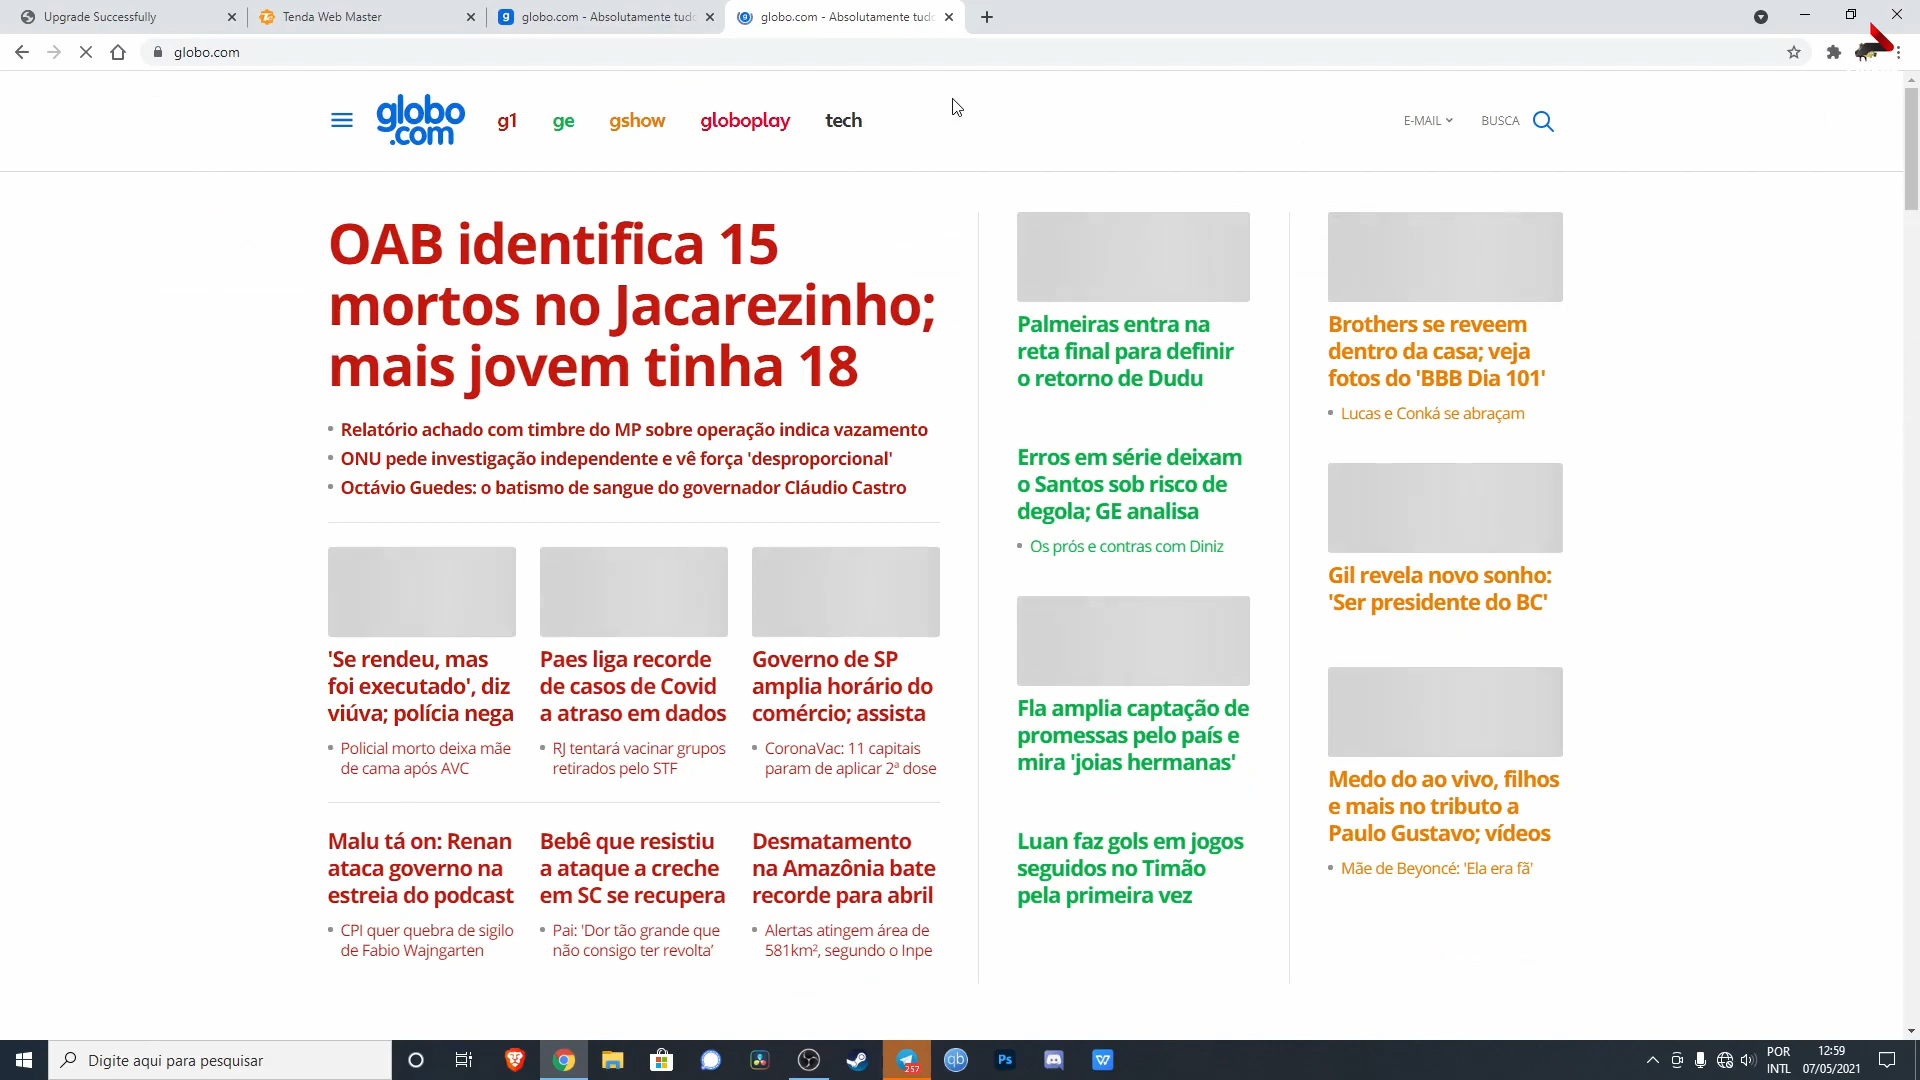 Upgrade Successfully
Tenda Web Master
globo.com - Absolutamente tud
globo.com - Absolutamente tud
globo.com
globo
.com
g1
ge
gshow
globoplay
tech
E-MAIL
BUSCA
OAB identifica 15
mortos no Jacarezinho;
mais jovem tinha 18
Relatório achado com timbre do MP sobre operação indica vazamento
ONU pede investigação independente e vê força 'desproporcional'
Octávio Guedes: o batismo de sangue do governador Cláudio Castro
'Se rendeu, mas
foi executado', diz
viúva; polícia nega
Policial morto deixa mãe
de cama após AVC
Paes liga recorde
de casos de Covid
a atraso em dados
RJ tentará vacinar grupos
retirados pelo STF
Governo de SP
amplia horário do
comércio; assista
CoronaVac: 11 capitais
param de aplicar 2ª dose
Malu tá on: Renan
ataca governo na
estreia do podcast
CPI quer quebra de sigilo
de Fabio Wajngarten
Bebê que resistiu
a ataque a creche
em SC se recupera
Pai: 'Dor tão grande que
não consigo ter revolta’
Desmatamento
na Amazônia bate
recorde para abril
Alertas atingem área de
581km², segundo o Inpe
Palmeiras entra na
reta final para definir
o retorno de Dudu
Erros em série deixam
o Santos sob risco de
degola; GE analisa
Os prós e contras com Diniz
Fla amplia captação de
promessas pelo país e
mira 'joias hermanas'
Luan faz gols em jogos
seguidos no Timão
pela primeira vez
Brothers se reveem
dentro da casa; veja
fotos do 'BBB Dia 101'
Lucas e Conká se abraçam
Gil revela novo sonho:
'Ser presidente do BC'
Medo do ao vivo, filhos
e mais no tributo a
Paulo Gustavo; vídeos
Mãe de Beyoncé: 'Ela era fã'
Digite aqui para pesquisar
257
qb
Ps
W
POR
INTL
12:59
07/05/2021